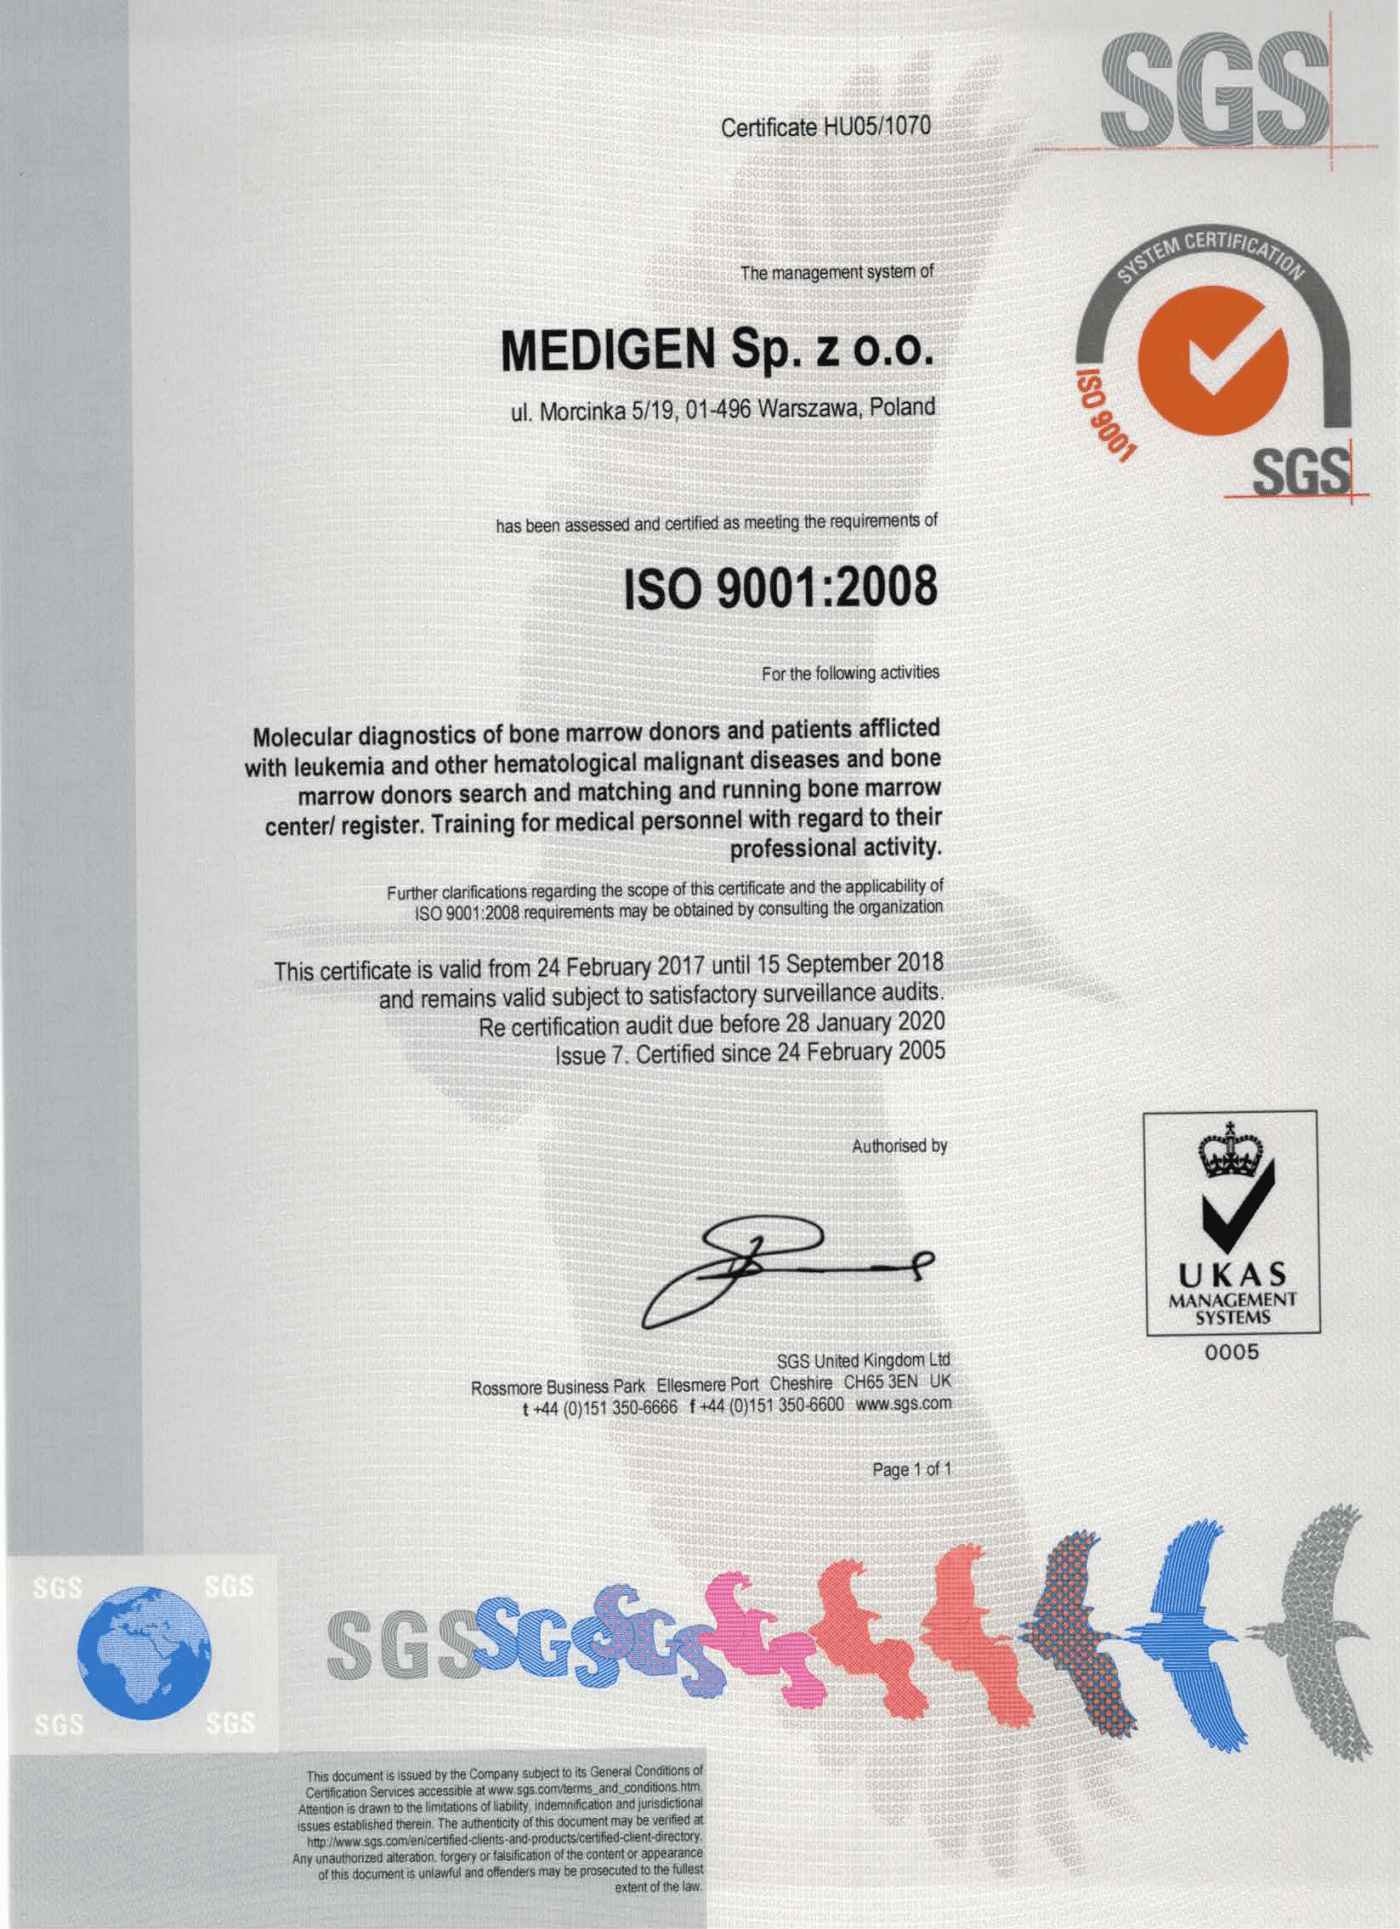 SGS
Certificate HU05/1070
SYSTEM CERTIFICATION
ISO 9001
SGS
The management system of
MEDIGEN Sp. z o.o.
ul. Morcinka 5/19, 01-496 Warszawa, Poland
has been assessed and certified as meeting the requirements of
ISO 9001:2008
For the following activities
Molecular diagnostics of bone marrow donors and patients afflicted
with leukemia and other hematological malignant diseases and bone
marrow donors search and matching and running bone marrow
center/ register. Training for medical personnel with regard to their
professional activity.
Further clarifications regarding the scope of this certificate and the applicability of
ISO 9001:2008 requirements may be obtained by consulting the organization
This certificate is valid from 24 February 2017 until 15 September 2018
and remains valid subject to satisfactory surveillance audits.
Re certification audit due before 28 January 2020
Issue 7. Certified since 24 February 2005
Authorised by
UKAS
MANAGEMENT
SYSTEMS
0005
SGS United Kingdom Ltd
Rossmore Business Park Ellesmere Port Cheshire CH65 3EN UK
t +44 (0)151 350-6666 f +44 (0)151 350-6600 www.sgs.com
Page 1 of 1
SGS SGS
SGS SGS
SGSSGSSGS
This document is issued by the Company subject to its General Conditions of
Certification Services accessible at www.sgs.com/terms_and_conditions.htm.
Attention is drawn to the limitations of liability, indemnification and jurisdictional
issues established therein. The authenticity of this document may be verified at
http://www.sgs.com/en/certified-clients-and-products/certified-client-directory.
Any unauthorized alteration, forgery or falsification of the content or appearance
of this document is unlawful and offenders may be prosecuted to the fullest
extent of the law.